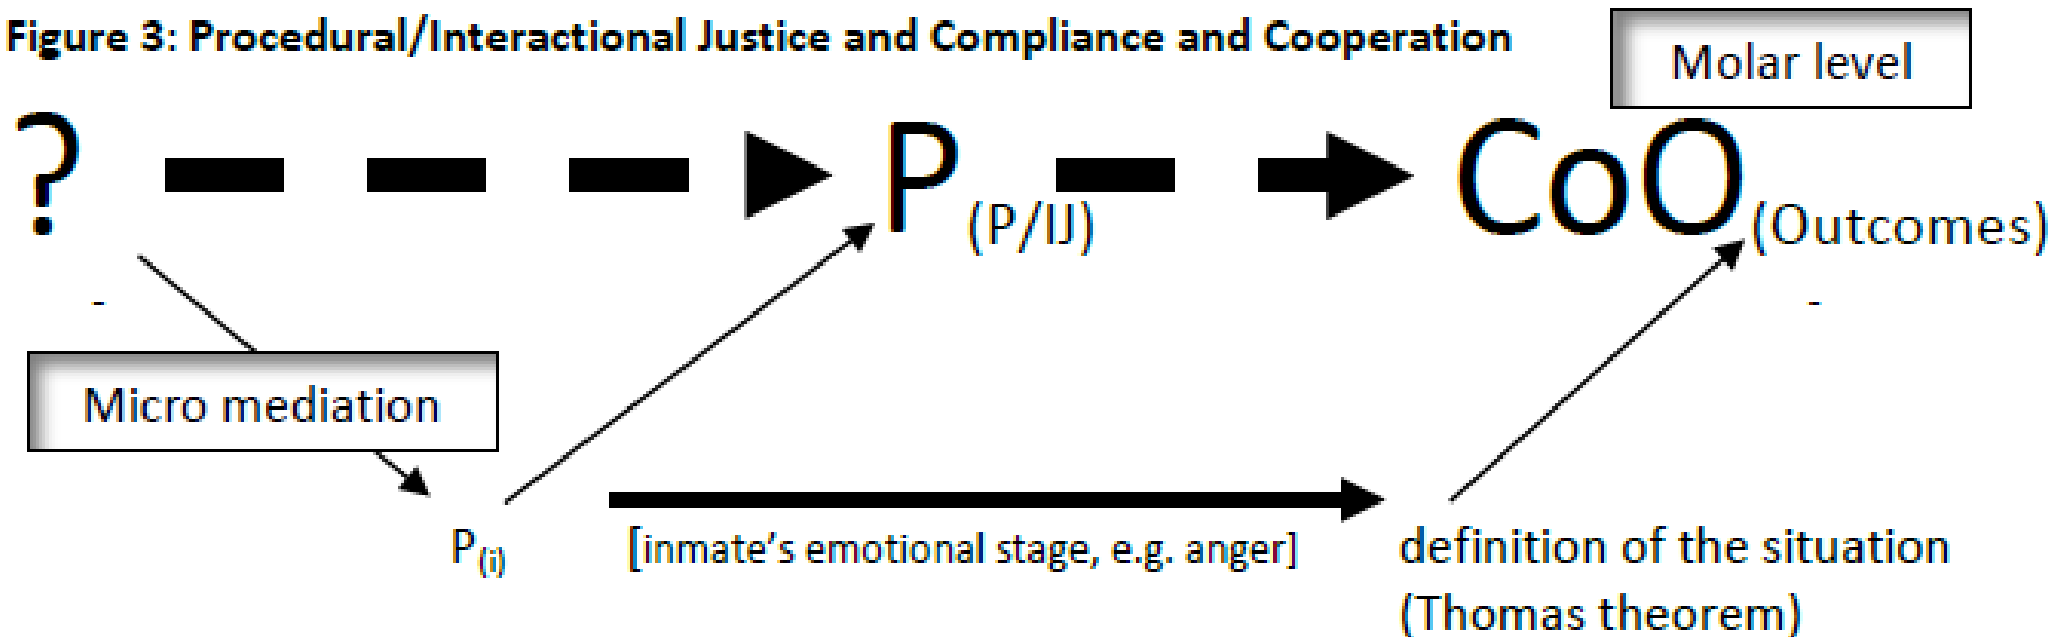 Figure 3: Procedural/Interactional Justice and Compliance and Cooperation
Molar level
? P(P/IJ) CoO(Outcomes)
- -
Micro mediation
P(i) [inmate's emotional stage, e.g. anger] definition of the situation
(Thomas theorem)